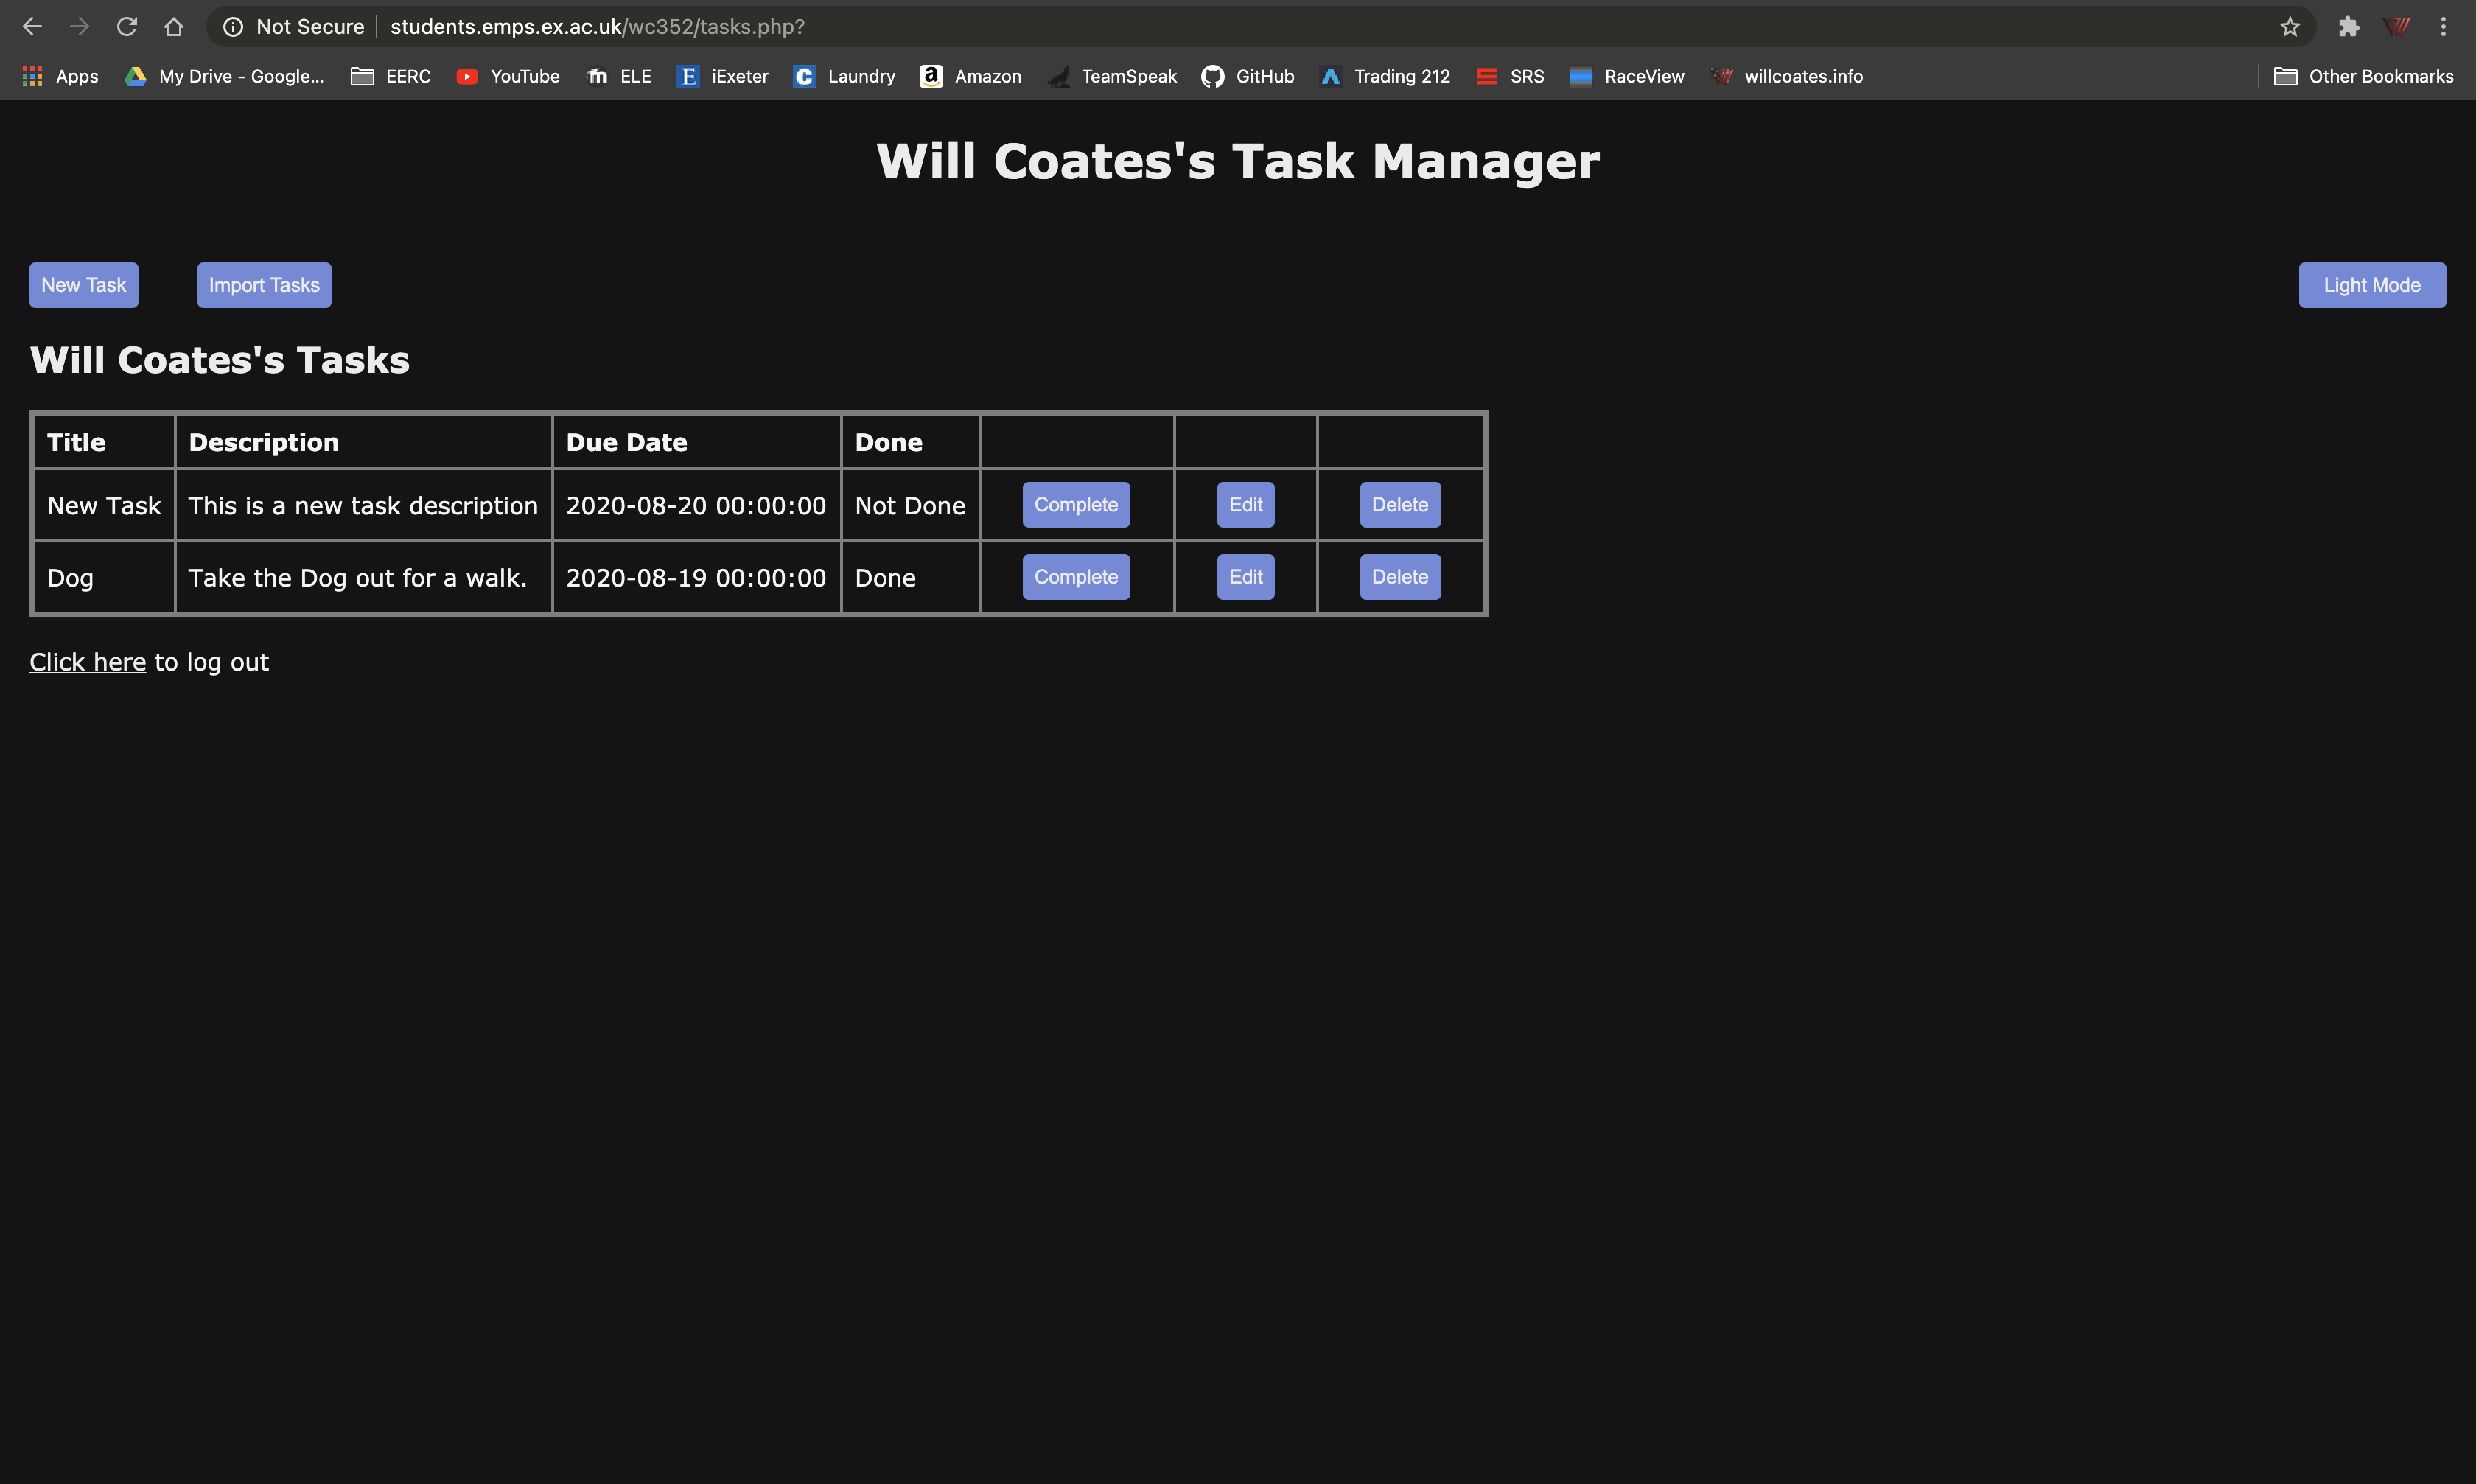 Not Secure students.emps.ex.ac.uk/wc352/tasks.php?
Apps My Drive - Google... EERC YouTube ELE iExeter Laundry Amazon TeamSpeak GitHub Trading 212 SRS RaceView willcoates.info Other Bookmarks
Will Coates's Task Manager
New Task Import Tasks Light Mode
Will Coates's Tasks
Title Description Due Date Done
New Task This is a new task description 2020-08-20 00:00:00 Not Done Complete Edit Delete
Dog Take the Dog out for a walk. 2020-08-19 00:00:00 Done Complete Edit Delete
Click here to log out